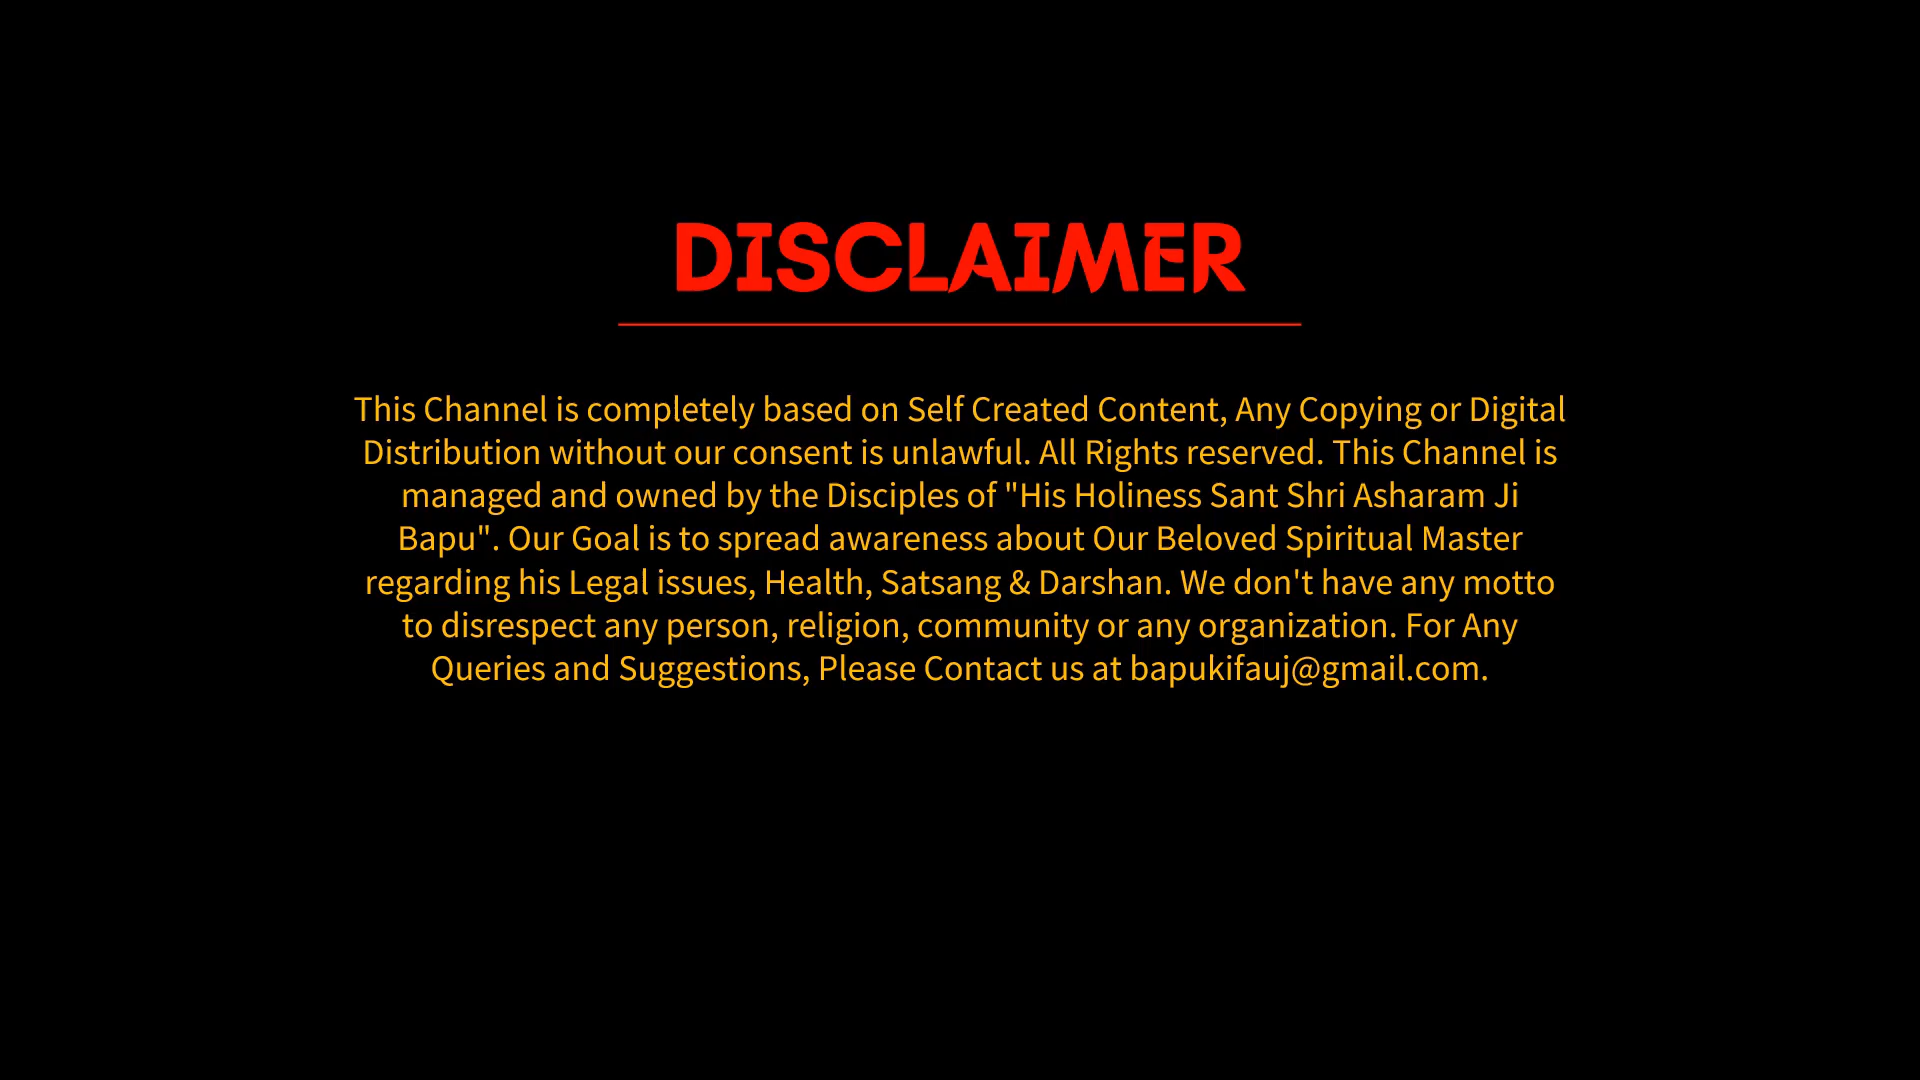 DISCLAIMER
This Channel is completely based on Self Created Content, Any Copying or Digital
Distribution without our consent is unlawful. All Rights reserved. This Channel is
managed and owned by the Disciples of "His Holiness Sant Shri Asharam Ji
Bapu". Our Goal is to spread awareness about Our Beloved Spiritual Master
regarding his Legal issues, Health, Satsang & Darshan. We don't have any motto
to disrespect any person, religion, community or any organization. For Any
Queries and Suggestions, Please Contact us at bapukifauj@gmail.com.